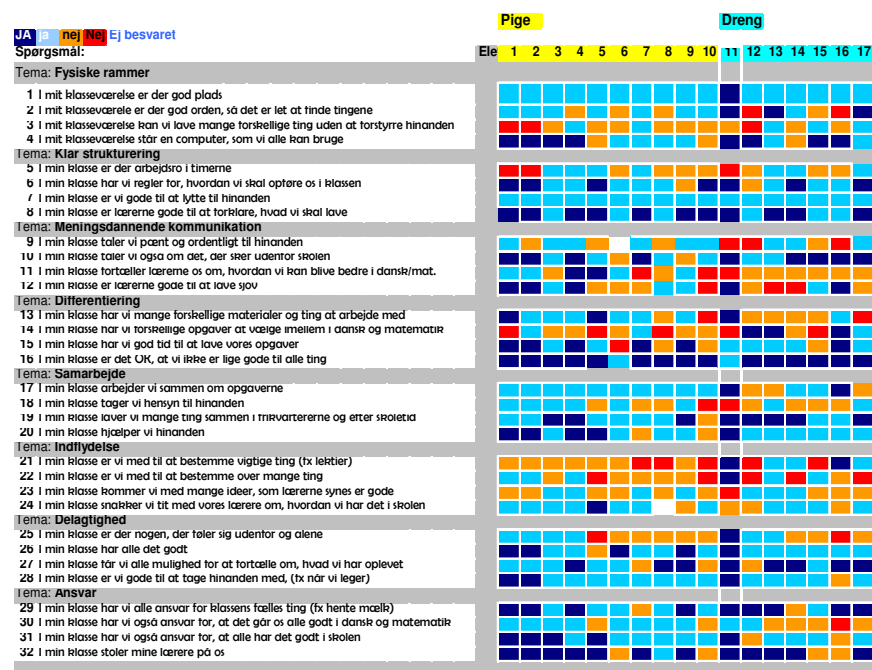 Pige Dreng
JA ja nej Nej Ej besvaret
Spørgsmål: Ele 1 2 3 4 5 6 7 8 9 10 11 12 13 14 15 16 17
Tema: Fysiske rammer
1 I mit klasseværelse er der god plads
2 I mit klasseværele er der god orden, så det er let at finde tingene
3 I mit klasseværelse kan vi lave mange forskellige ting uden at forstyrre hinanden
4 I mit klasseværelse står en computer, som vi alle kan bruge
Tema: Klar strukturering
5 I min klasse er der arbejdsro i timerne
6 I min klasse har vi regler for, hvordan vi skal opføre os i klassen
7 I min klasse er vi gode til at lytte til hinanden
8 I min klasse er lærerne gode til at forklare, hvad vi skal lave
Tema: Meningsdannende kommunikation
9 I min klasse taler vi pænt og ordentligt til hinanden
10 I min klasse taler vi også om det, der sker udenfor skolen
11 I min klasse fortæller lærerne os om, hvordan vi kan blive bedre i dansk/mat.
12 I min klasse er lærerne gode til at lave sjov
Tema: Differentiering
13 I min klasse har vi mange forskellige materialer og ting at arbejde med
14 I min klasse har vi forskellige opgaver at vælge imellem i dansk og matematik
15 I min klasse har vi god tid til at lave vores opgaver
16 I min klasse er det OK, at vi ikke er lige gode til alle ting
Tema: Samarbejde
17 I min klasse arbejder vi sammen om opgaverne
18 I min klasse tager vi hensyn til hinanden
19 I min klasse laver vi mange ting sammen i frikvartererne og efter skoletid
20 I min klasse hjælper vi hinanden
Tema: Indflydelse
21 I min klasse er vi med til at bestemme vigtige ting (fx lektier)
22 I min klasse er vi med til at bestemme over mange ting
23 I min klasse kommer vi med mange ideer, som lærerne synes er gode
24 I min klasse snakker vi tit med vores lærere om, hvordan vi har det i skolen
Tema: Delagtighed
25 I min klasse er der nogen, der føler sig udenfor og alene
26 I min klasse har alle det godt
27 I min klasse får vi alle mulighed for at fortælle om, hvad vi har oplevet
28 I min klasse er vi gode til at tage hinanden med, (fx når vi leger)
Tema: Ansvar
29 I min klasse har vi alle ansvar for klassens fælles ting (fx hente mælk)
30 I min klasse har vi også ansvar for, at det går os alle godt i dansk og matematik
31 I min klasse har vi også ansvar for, at alle har det godt i skolen
32 I min klasse stoler mine lærere på os